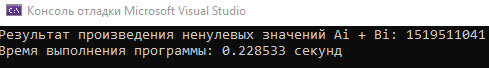 Консоль отладки Microsoft Visual Studio
Результат произведения ненулевых значений Ai + Bi: 1519511041
Время выполнения программы: 0.228533 секунд